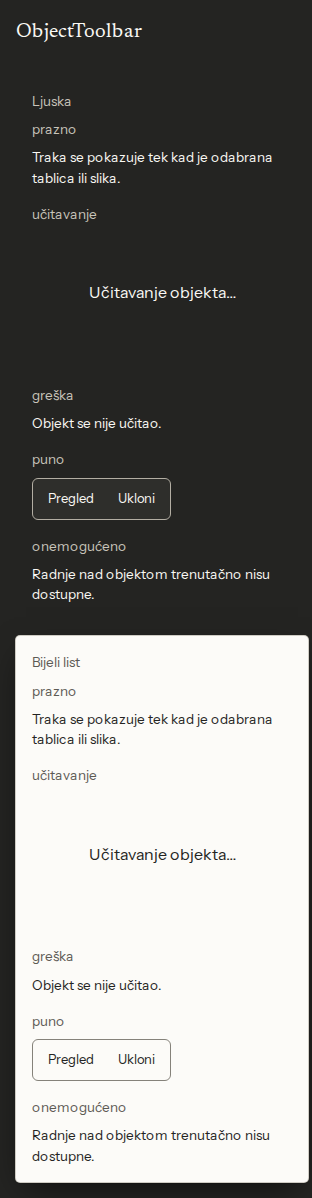 ObjectToolbar
Ljuska
prazno
Traka se pokazuje tek kad je odabrana
tablica ili slika.
učitavanje
Učitavanje objekta…
greška
Objekt se nije učitao.
puno
Pregled Ukloni
onemogućeno
Radnje nad objektom trenutačno nisu
dostupne.
Bijeli list
prazno
Traka se pokazuje tek kad je odabrana
tablica ili slika.
učitavanje
Učitavanje objekta…
greška
Objekt se nije učitao.
puno
Pregled Ukloni
onemogućeno
Radnje nad objektom trenutačno nisu
dostupne.